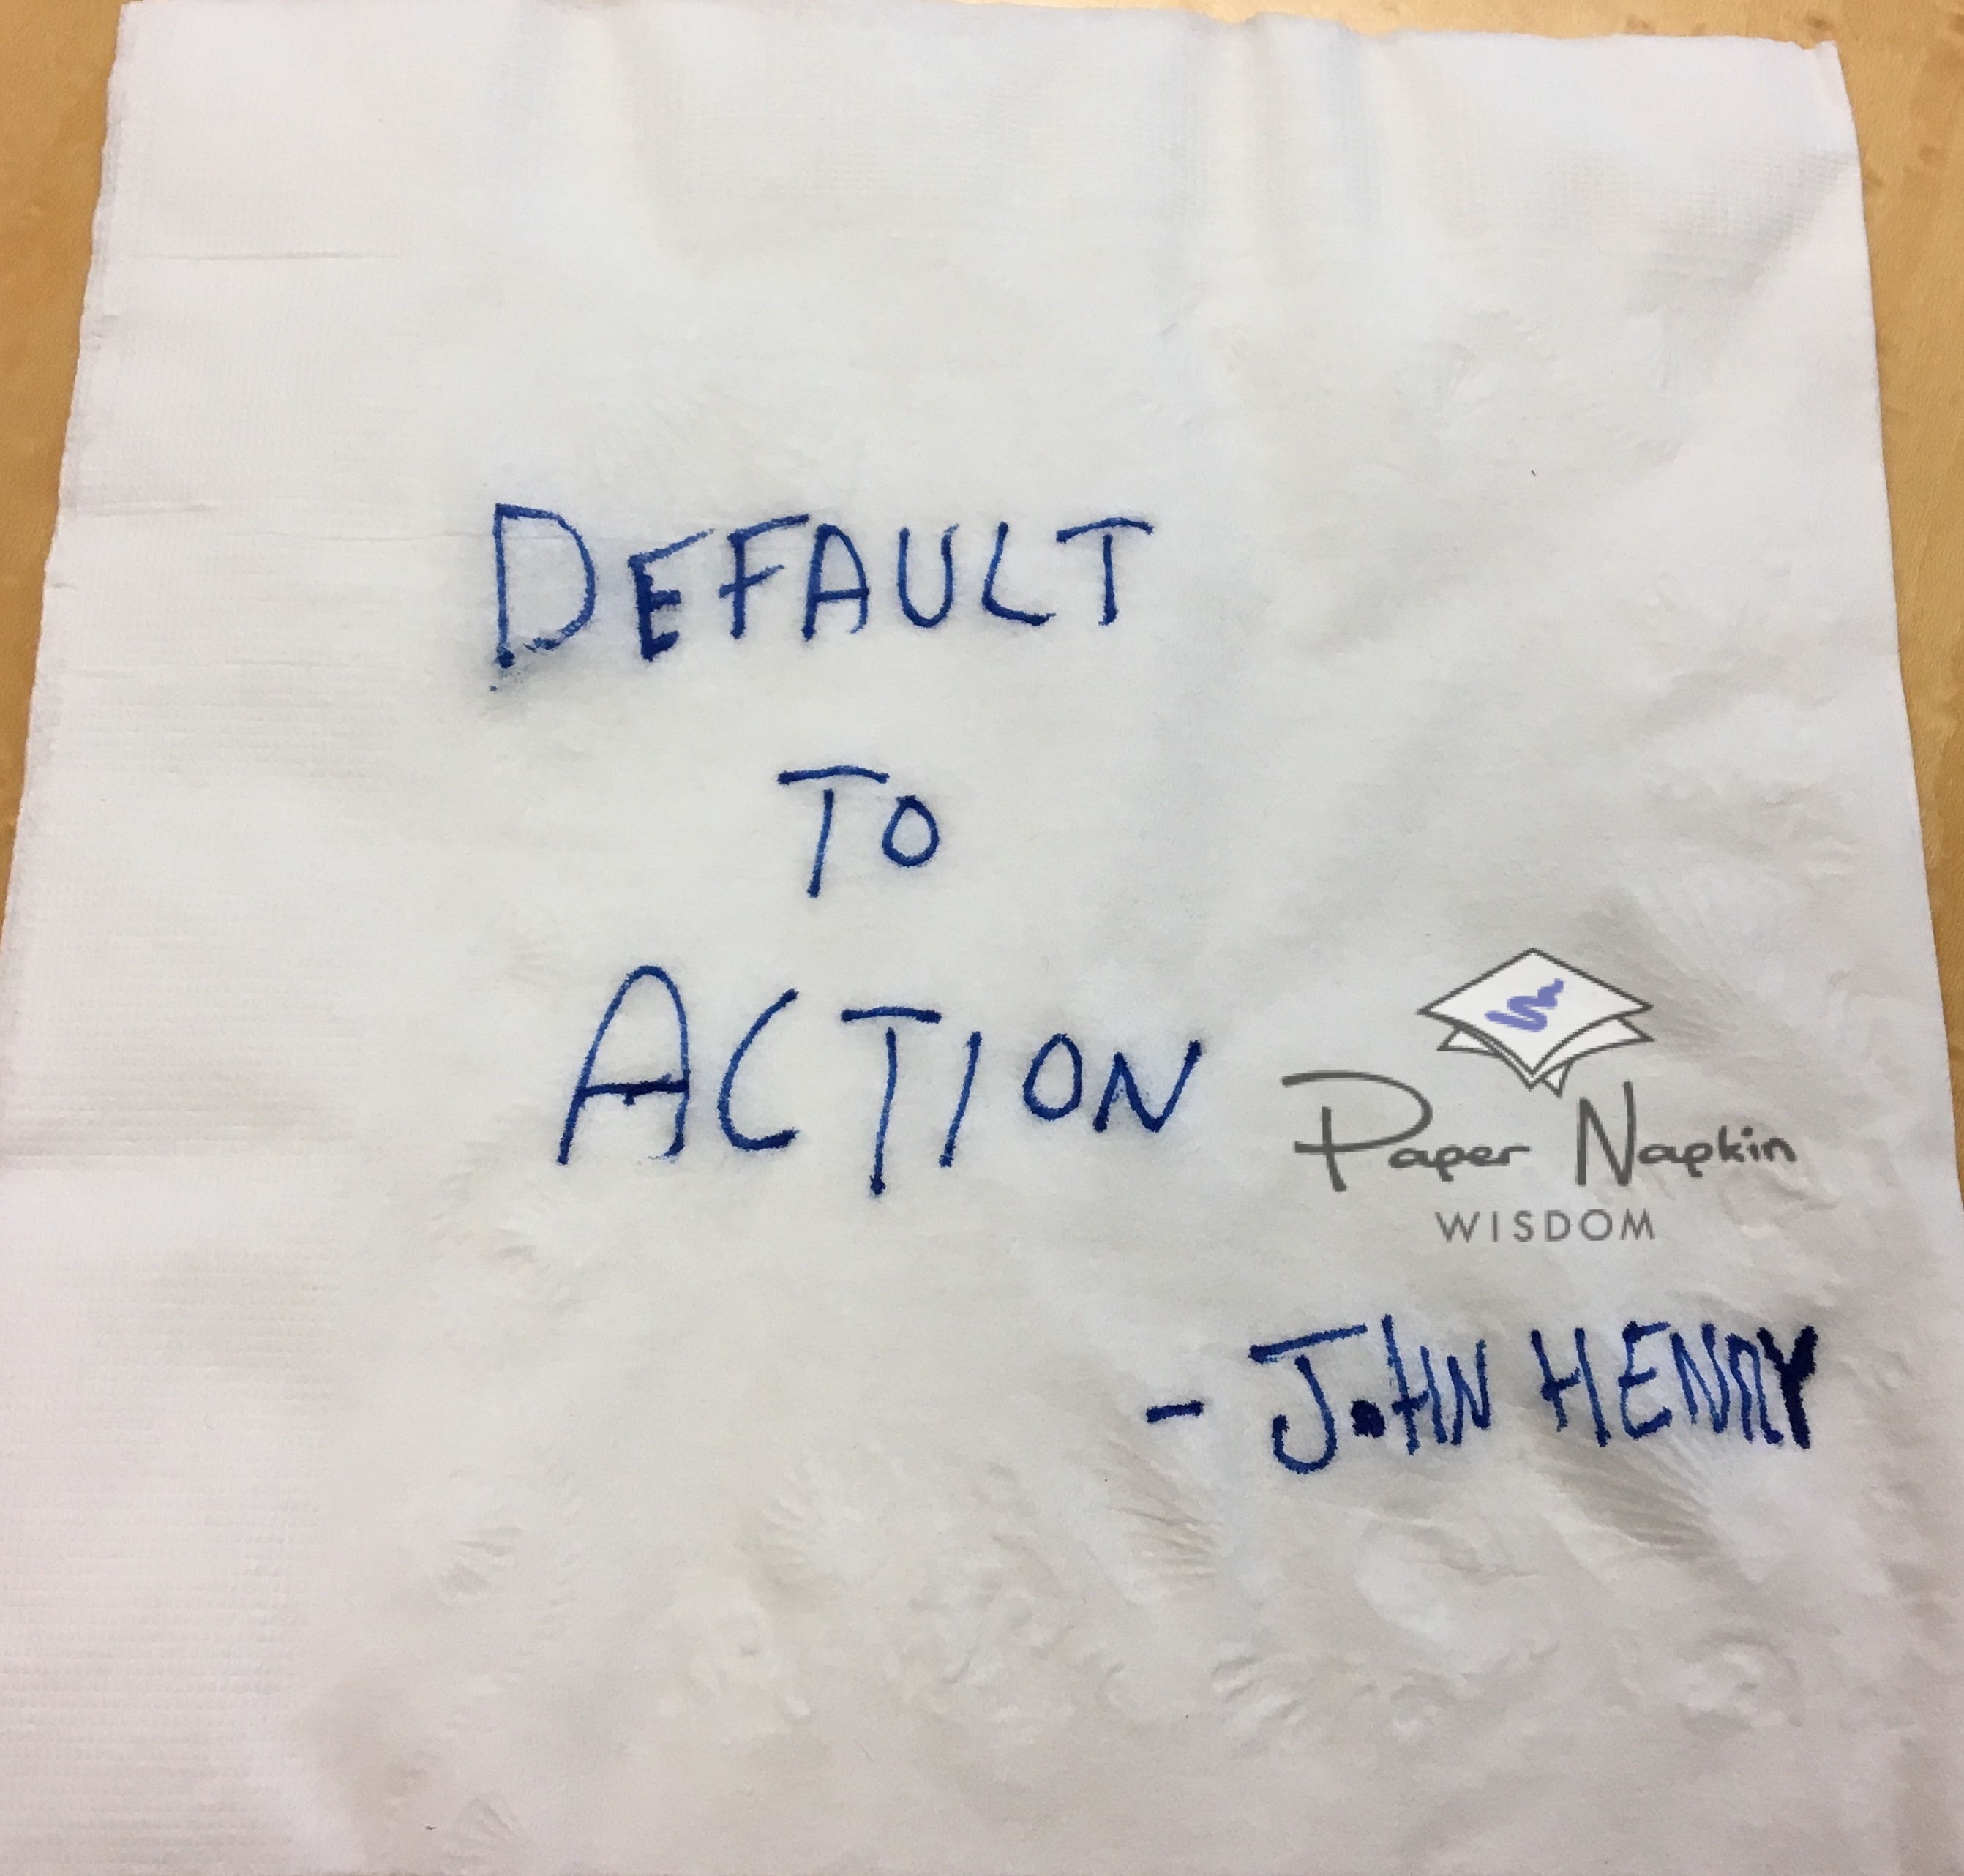 DEFAULT
TO
ACTION
Paper Napkin
WISDOM
- JOHN HENRY